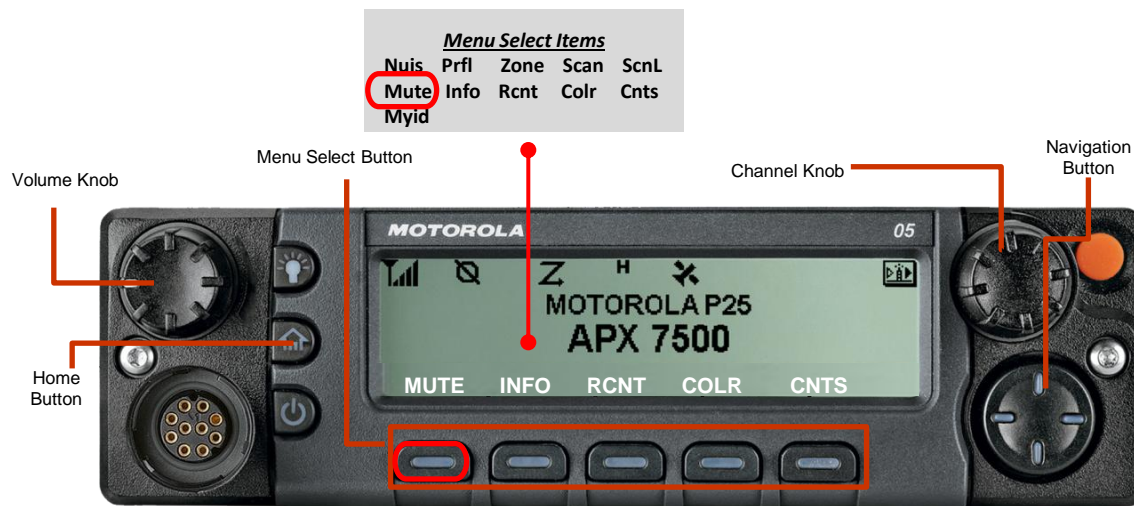 Menu Select Items
Nuis Prfl Zone Scan ScnL
Mute Info Rcnt Colr Cnts
Myid
Menu Select Button
Volume Knob
Channel Knob
Navigation
Button
MOTOROLA
05
H
MOTOROLA P25
APX 7500
MUTE INFO RCNT COLR CNTS
Home
Button